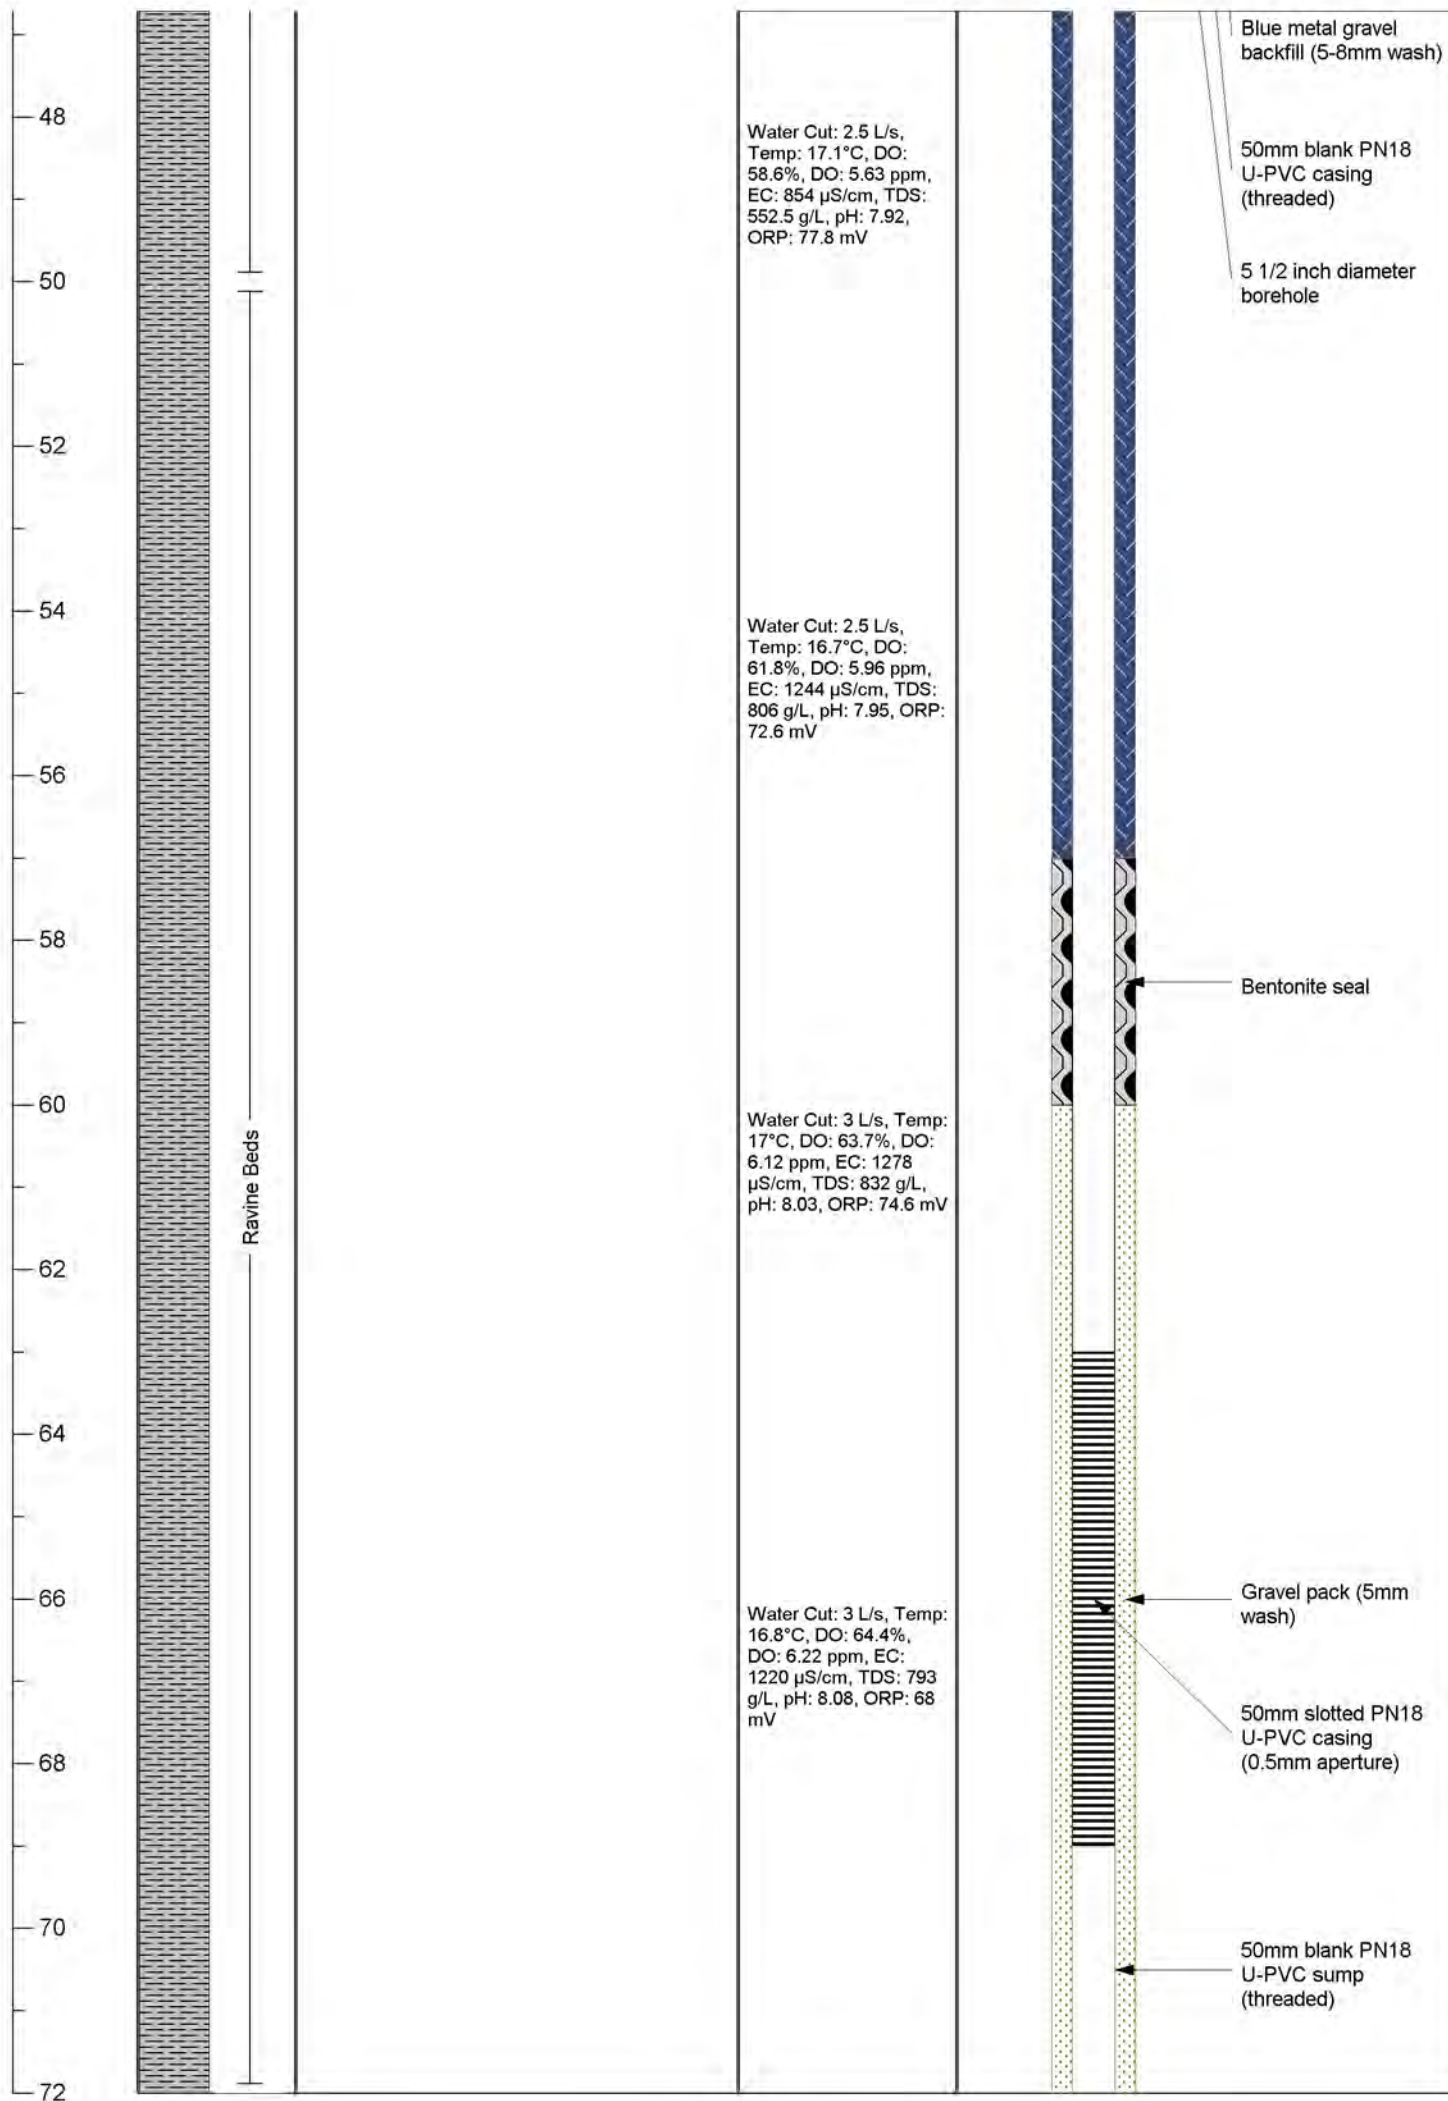 48
50
52
54
56
58
60
62
64
66
68
70
72
Ravine Beds
Water Cut: 2.5 L/s,
Temp: 17.1°C, DO:
58.6%, DO: 5.63 ppm,
EC: 854 µS/cm, TDS:
552.5 g/L, pH: 7.92,
ORP: 77.8 mV
Water Cut: 2.5 L/s,
Temp: 16.7°C, DO:
61.8%, DO: 5.96 ppm,
EC: 1244 µS/cm, TDS:
806 g/L, pH: 7.95, ORP:
72.6 mV
Water Cut: 3 L/s, Temp:
17°C, DO: 63.7%, DO:
6.12 ppm, EC: 1278
µS/cm, TDS: 832 g/L,
pH: 8.03, ORP: 74.6 mV
Water Cut: 3 L/s, Temp:
16.8°C, DO: 64.4%,
DO: 6.22 ppm, EC:
1220 µS/cm, TDS: 793
g/L, pH: 8.08, ORP: 68
mV
Blue metal gravel
backfill (5-8mm wash)
50mm blank PN18
U-PVC casing
(threaded)
5 1/2 inch diameter
borehole
Bentonite seal
Gravel pack (5mm
wash)
50mm slotted PN18
U-PVC casing
(0.5mm aperture)
50mm blank PN18
U-PVC sump
(threaded)